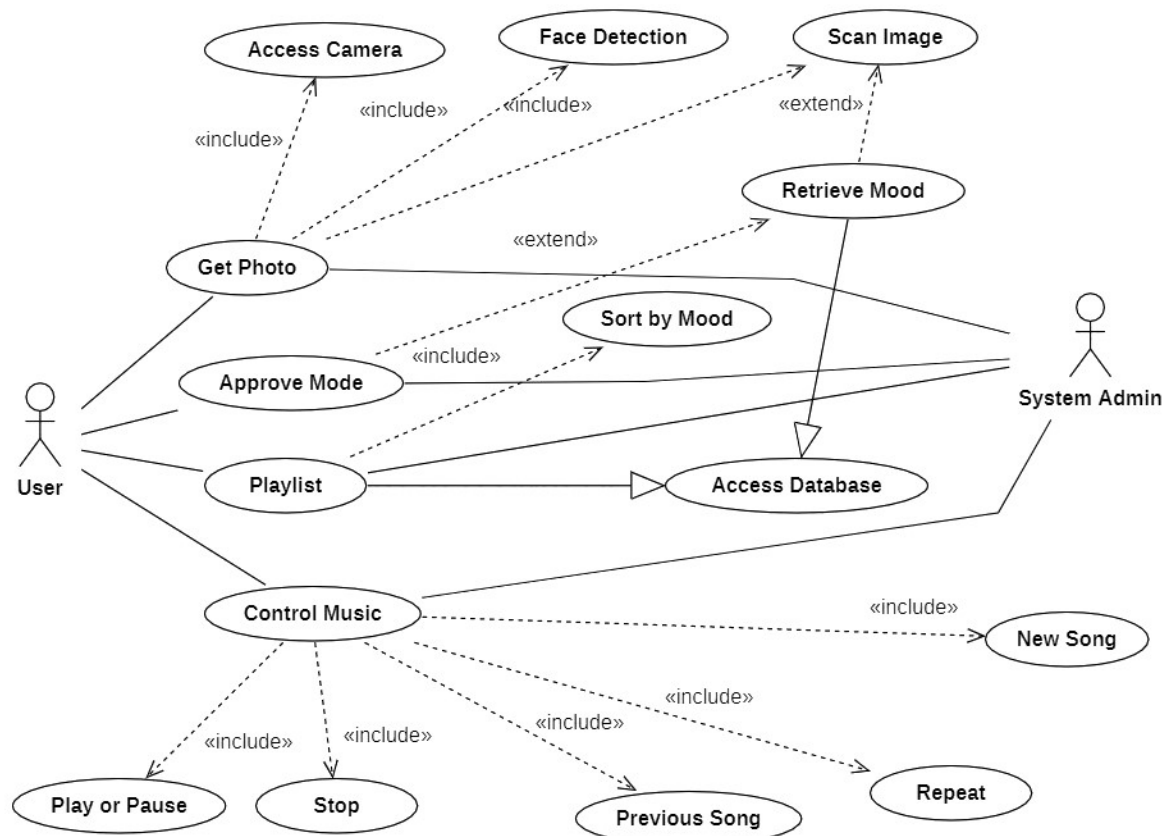 Access Camera
Face Detection
Scan Image
«include»
«include»
«include»
«extend»
Retrieve Mood
«extend»
Get Photo
Sort by Mood
«include»
Approve Mode
System Admin
User
Playlist
Access Database
Control Music
«include»
New Song
«include»
«include»
«include»
«include»
Play or Pause
Stop
Previous Song
Repeat